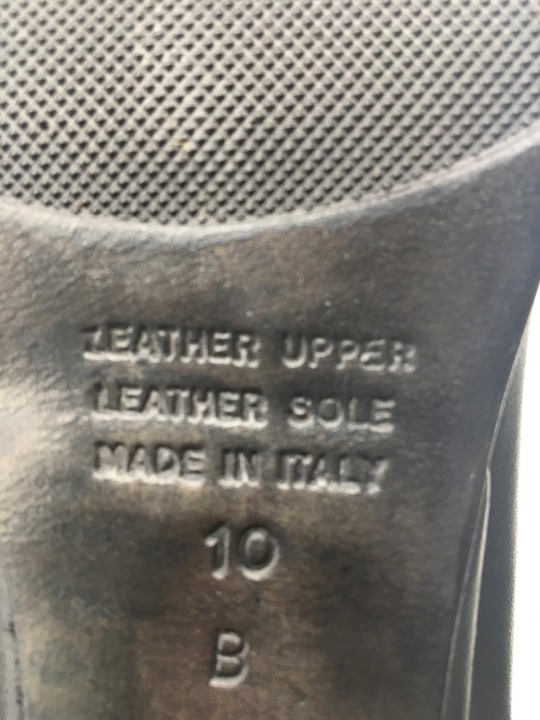 LEATHER UPPER
LEATHER SOLE
MADE IN ITALY
10
B